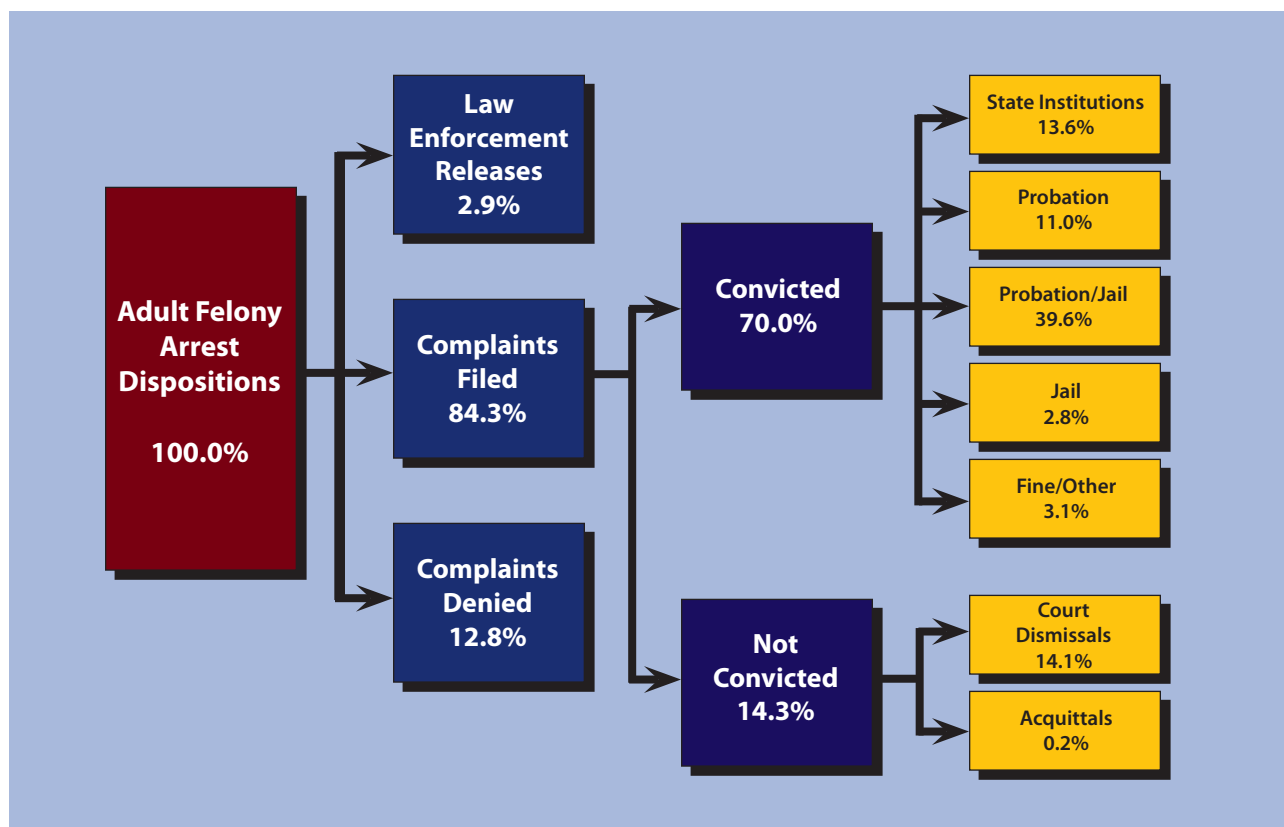 Adult Felony
Arrest
Dispositions
100.0%
Law
Enforcement
Releases
2.9%
Complaints
Filed
84.3%
Complaints
Denied
12.8%
Convicted
70.0%
Not
Convicted
14.3%
State Institutions
13.6%
Probation
11.0%
Probation/Jail
39.6%
Jail
2.8%
Fine/Other
3.1%
Court
Dismissals
14.1%
Acquittals
0.2%